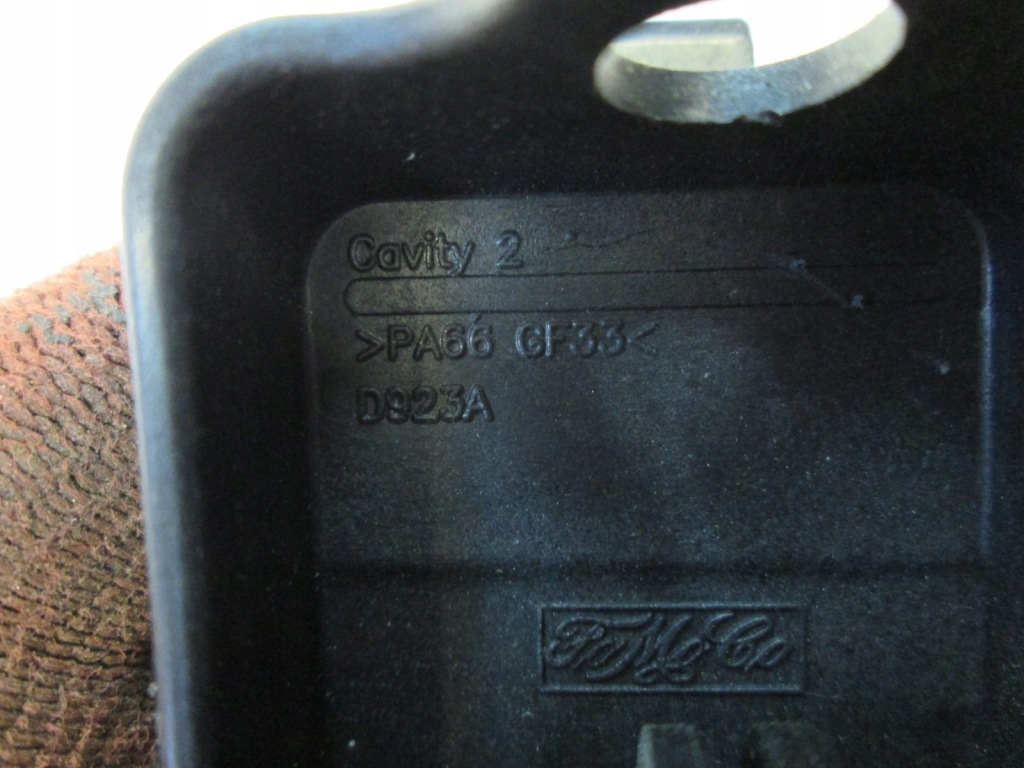 Cavity 2
>PA66 GF33<
D923A
FoMoCo